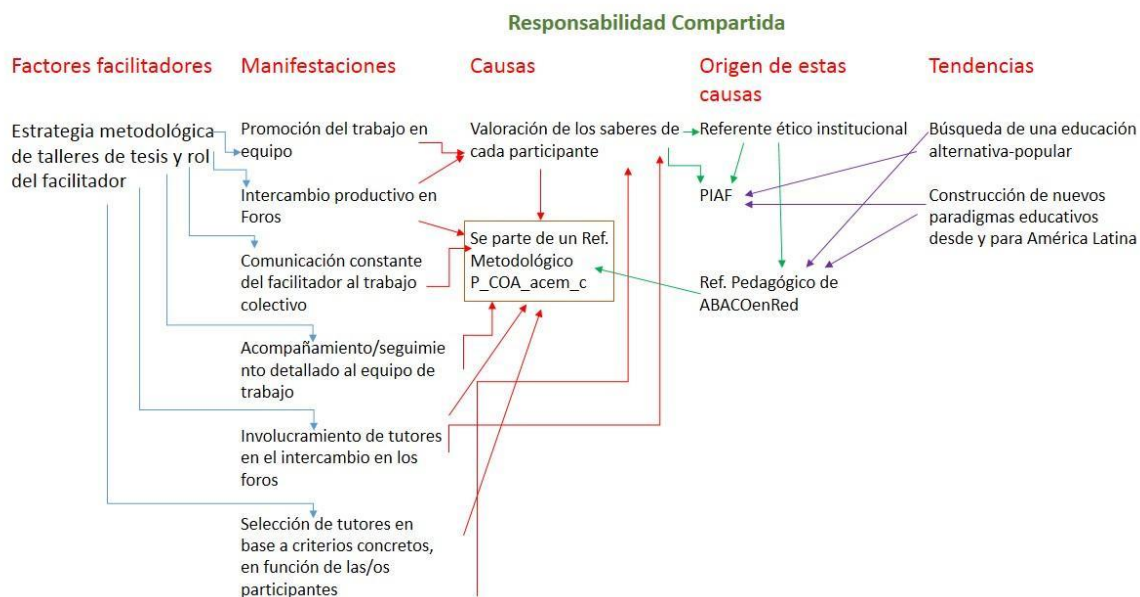 Responsabilidad Compartida
Factores facilitadores
Manifestaciones
Causas
Origen de estas
causas
Tendencias
Estrategia metodológica
de talleres de tesis y rol
del facilitador
Promoción del trabajo en
equipo
Intercambio productivo en
Foros
Comunicación constante
del facilitador al trabajo
colectivo
Acompañamiento/seguimie
nto detallado al equipo de
trabajo
Involucramiento de tutores
en el intercambio en los
foros
Selección de tutores en
base a criterios concretos,
en función de las/os
participantes
Valoración de los saberes de
cada participante
Se parte de un Ref.
Metodológico
P_COA_acem_c
Referente ético institucional
PIAF
Ref. Pedagógico de
ABACOenRed
Búsqueda de una educación
alternativa-popular
Construcción de nuevos
paradigmas educativos
desde y para América Latina